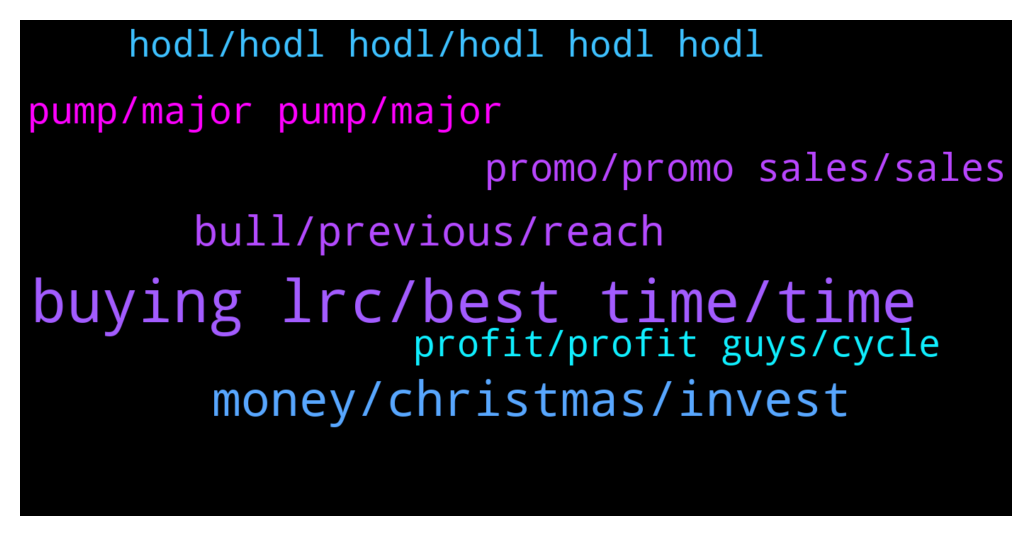 hodl/hodl hodl/hodl hodl hodl
pump/major pump/major
promo/promo sales/sales
bull/previous/reach
buying lrc/best time/time
profit/profit guys/cycle
money/christmas/invest